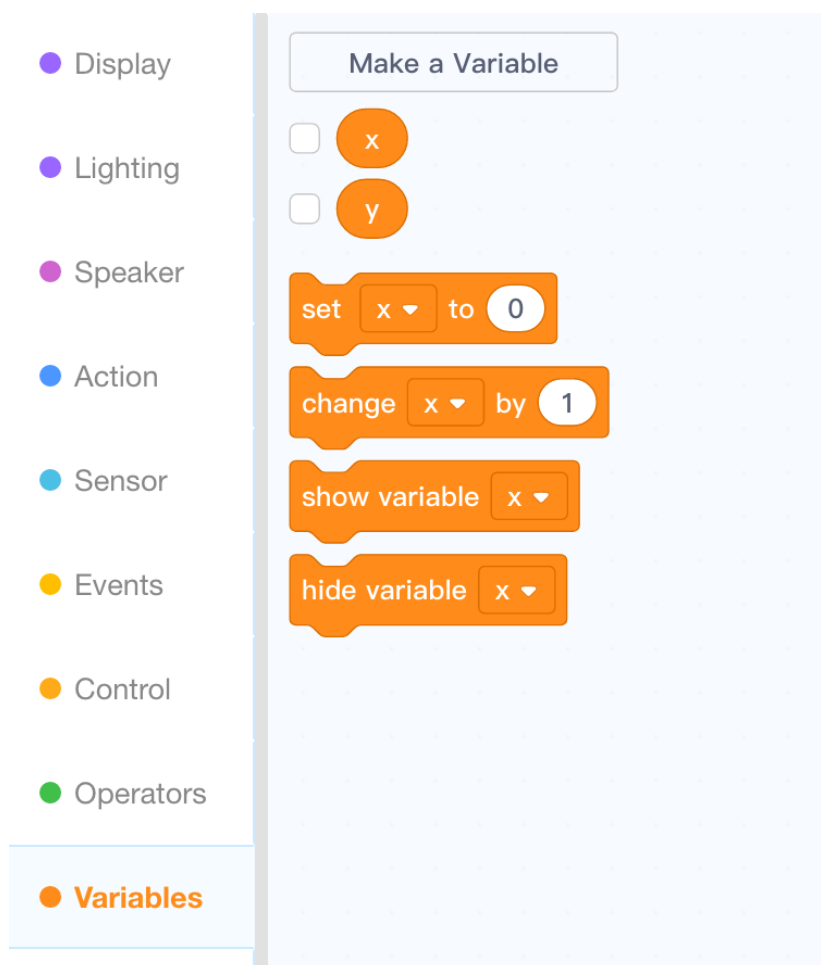 Display
Lighting
Speaker
Action
Sensor
Events
Control
Operators
Variables
Make a Variable
x
y
set x to 0
change x by 1
show variable x
hide variable x